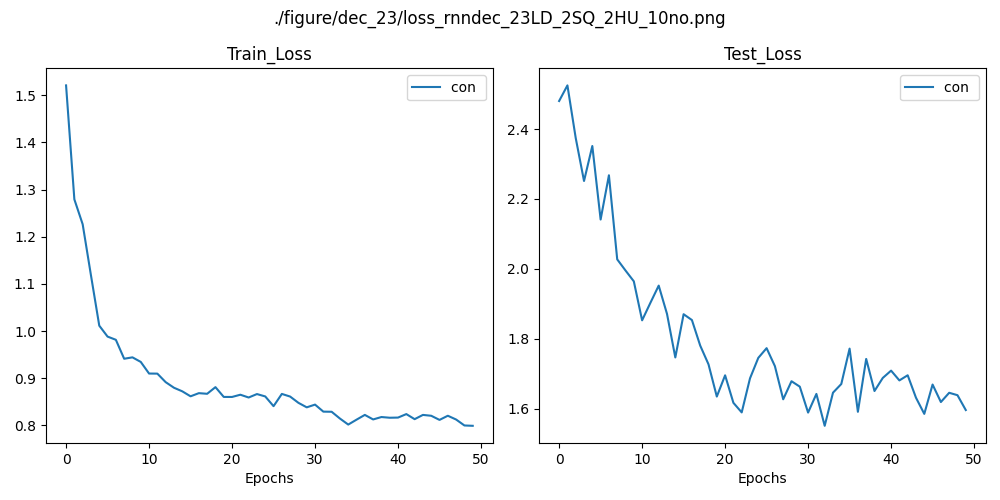 ./figure/dec_23/loss_rnndec_23LD_2SQ_2HU_10no.png
Train_Loss
con
1.5
1.4
1.3
1.2
1.1
1.0
0.9
0.8
0 10 20 30 40 50
Epochs
Test_Loss
con
2.4
2.2
2.0
1.8
1.6
0 10 20 30 40 50
Epochs